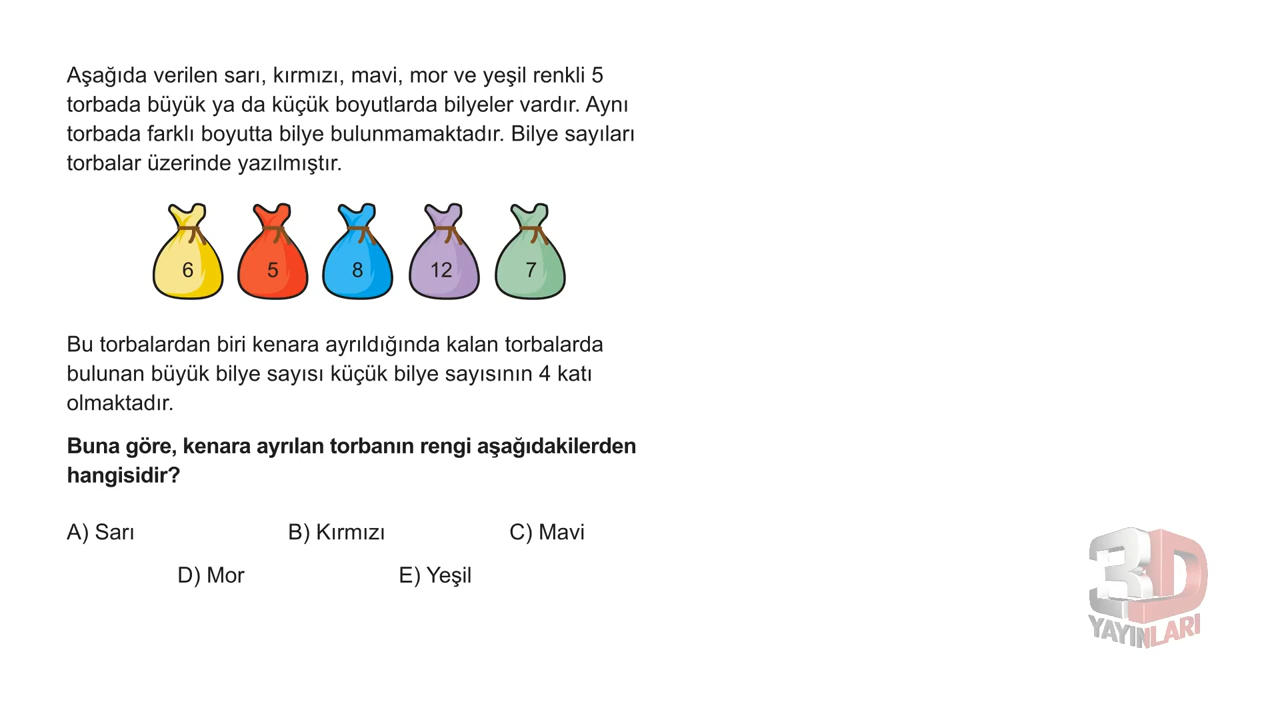 Aşağıda verilen sarı, kırmızı, mavi, mor ve yeşil renkli 5
torbada büyük ya da küçük boyutlarda bilyeler vardır. Aynı
torbada farklı boyutta bilye bulunmamaktadır. Bilye sayıları
torbalar üzerinde yazılmıştır.
6 5 8 12 7
Bu torbalardan biri kenara ayrıldığında kalan torbalarda
bulunan büyük bilye sayısı küçük bilye sayısının 4 katı
olmaktadır.
Buna göre, kenara ayrılan torbanın rengi aşağıdakilerden
hangisidir?
A) Sarı B) Kırmızı C) Mavi
D) Mor E) Yeşil
3D
YAYINLARI